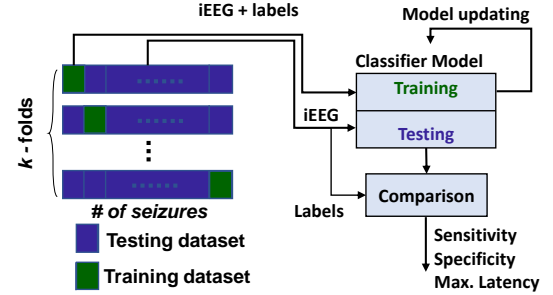 iEEG + labels
Model updating
Classifier Model
Training
iEEG
Testing
k - folds
Comparison
Labels
# of seizures
Testing dataset
Training dataset
Sensitivity
Specificity
Max. Latency